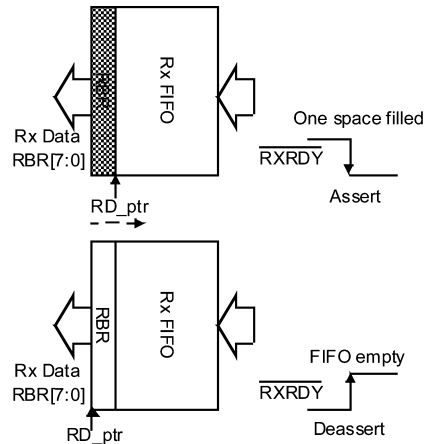 RBR
Rx FIFO
One space filled
Rx Data
RBR[7:0]
RXRDY
Assert
RD_ptr
RBR
Rx FIFO
FIFO empty
Rx Data
RBR[7:0]
RXRDY
Deassert
RD_ptr